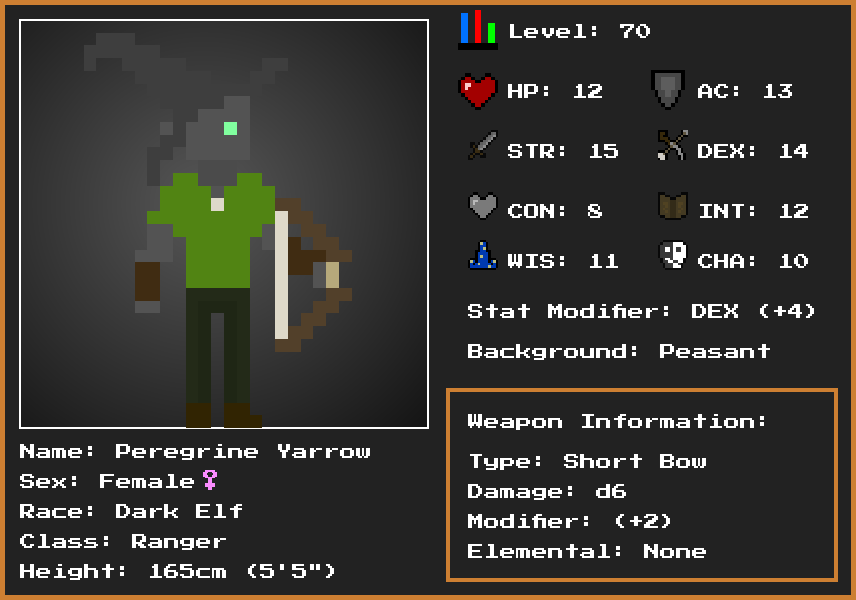 Level: 70
HP: 12
AC: 13
STR: 15
DEX: 14
CON: 8
INT: 12
WIS: 11
CHA: 10
Stat Modifier: DEX (+4)
Background: Peasant
Weapon Information:
Type: Short Bow
Damage: d6
Modifier: (+2)
Elemental: None
Name: Peregrine Yarrow
Sex: Female♀
Race: Dark Elf
Class: Ranger
Height: 165cm (5'5")